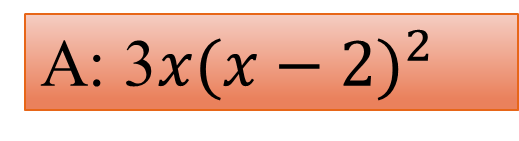 A: 3𝑥(𝑥 − 2)²